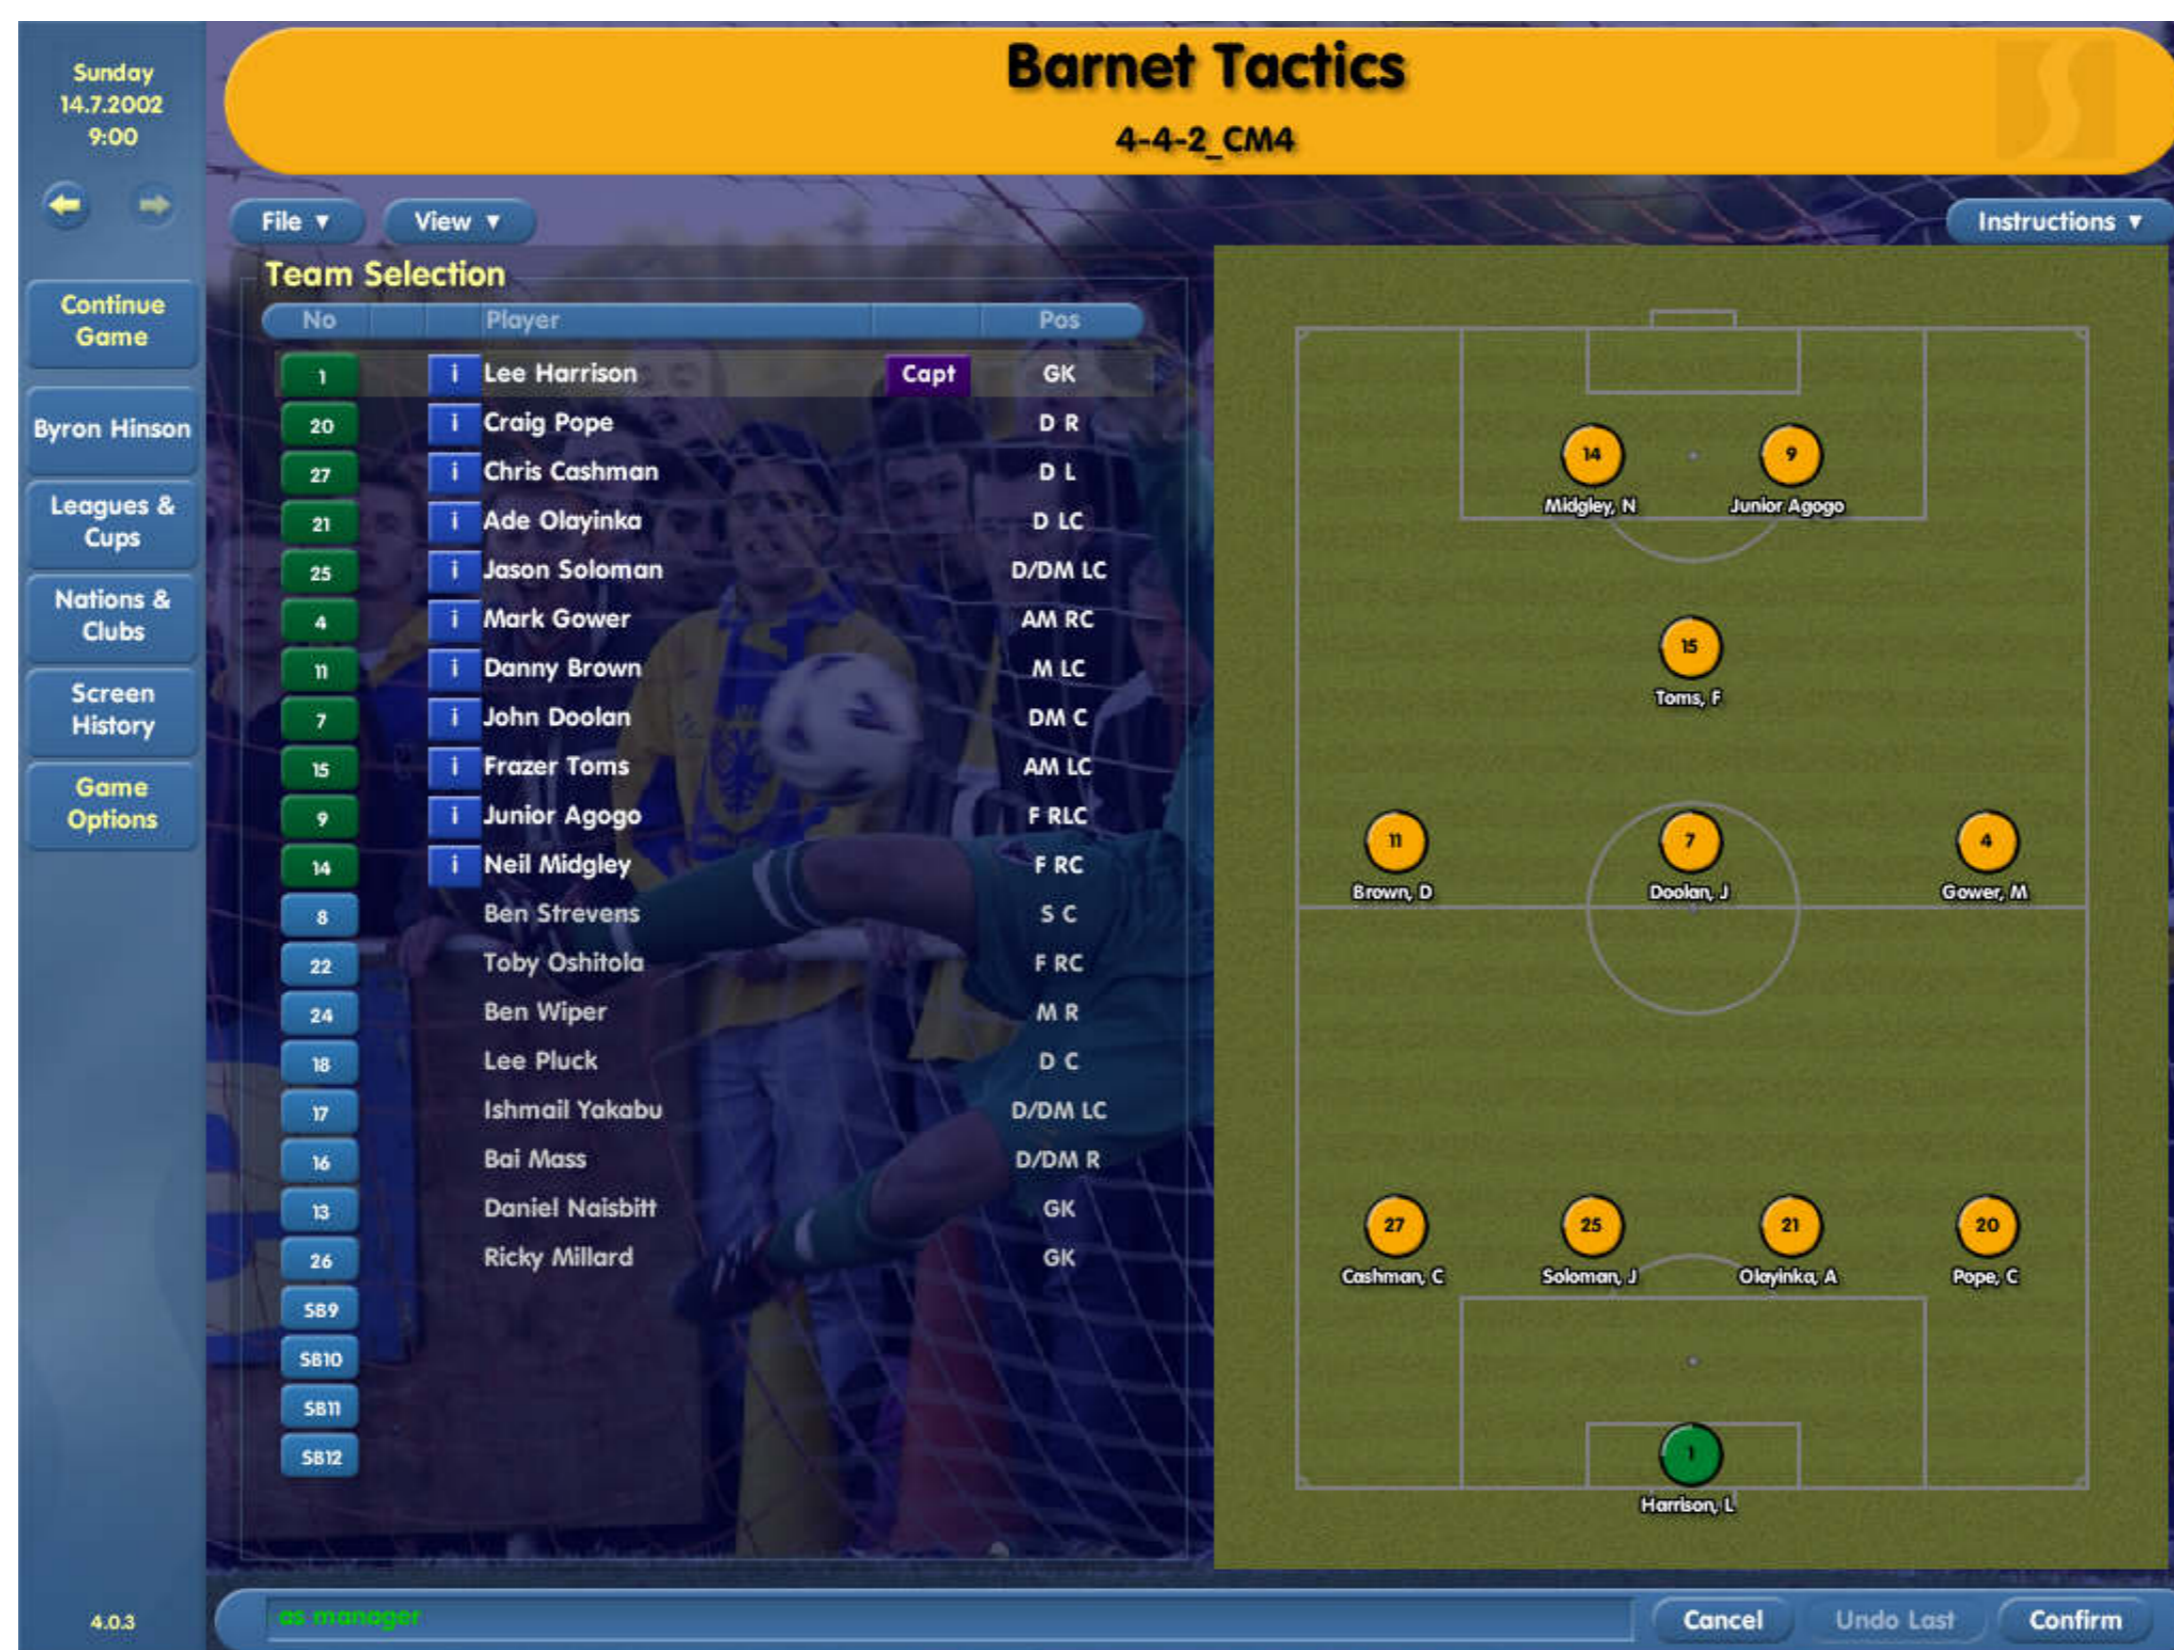 Sunday
14.7.2002
9:00
Continue
Game
Byron Hinson
Leagues &
Cups
Nations &
Clubs
Screen
History
Game
Options
4.0.3
Barnet Tactics
4-4-2_CM4
File ▼ View ▼ Instructions ▼
Team Selection
No Player Pos
1 i Lee Harrison Capt GK
20 i Craig Pope D R
27 i Chris Cashman D L
21 i Ade Olayinka D LC
25 i Jason Soloman D/DM LC
4 i Mark Gower AM RC
11 i Danny Brown M LC
7 i John Doolan DM C
15 i Frazer Toms AM LC
9 i Junior Agogo F RLC
14 i Neil Midgley F RC
8 Ben Strevens S C
22 Toby Oshitola F RC
24 Ben Wiper M R
18 Lee Pluck D C
17 Ishmail Yakabu D/DM LC
16 Bai Mass D/DM R
13 Daniel Naisbitt GK
26 Ricky Millard GK
SB9
SB10
SB11
SB12
14 9
Midgley, N Junior Agogo
15
Toms, F
11 7 4
Brown, D Doolan, J Gower, M
27 25 21 20
Cashman, C Soloman, J Olayinka, A Pope, C
1
Harrison, L
as manager
Cancel Undo Last Confirm